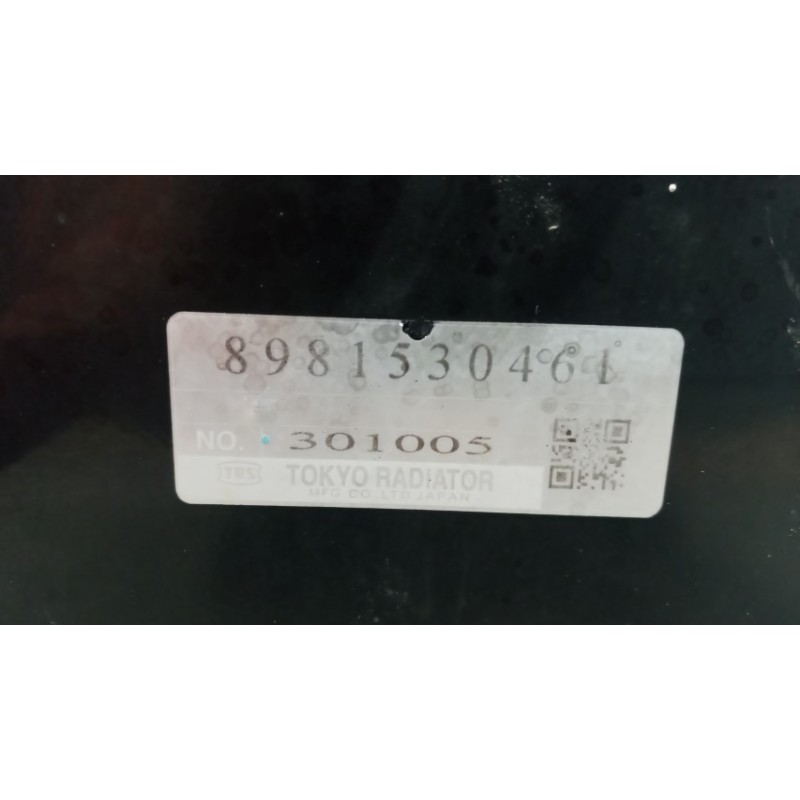 8981530461
NO. 301005
TRS TOKYO RADIATOR
MFG CO.,LTD JAPAN